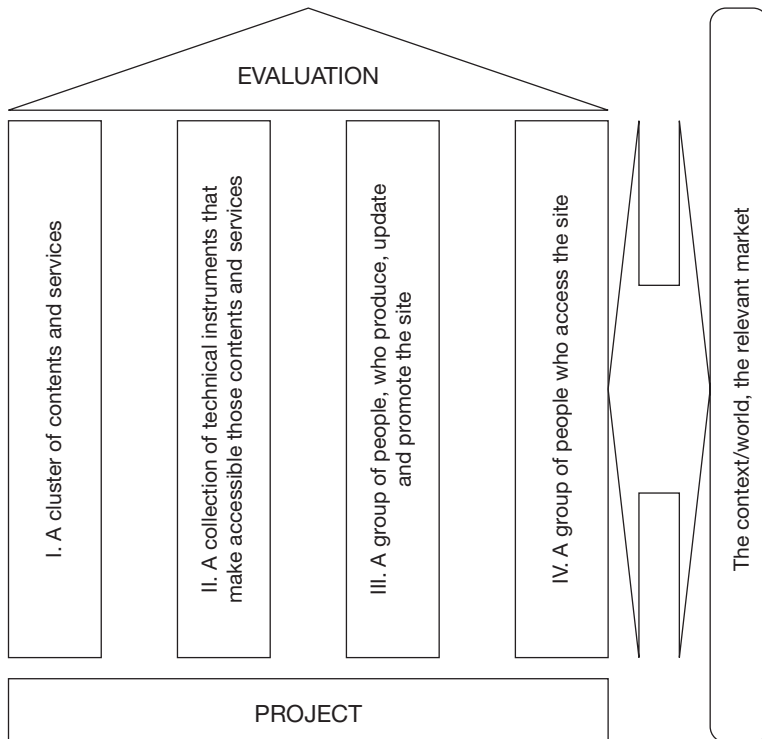 EVALUATION
I. A cluster of contents and services
II. A collection of technical instruments that
make accessible those contents and services
III. A group of people, who produce, update
and promote the site
IV. A group of people who access the site
The context/world, the relevant market
PROJECT